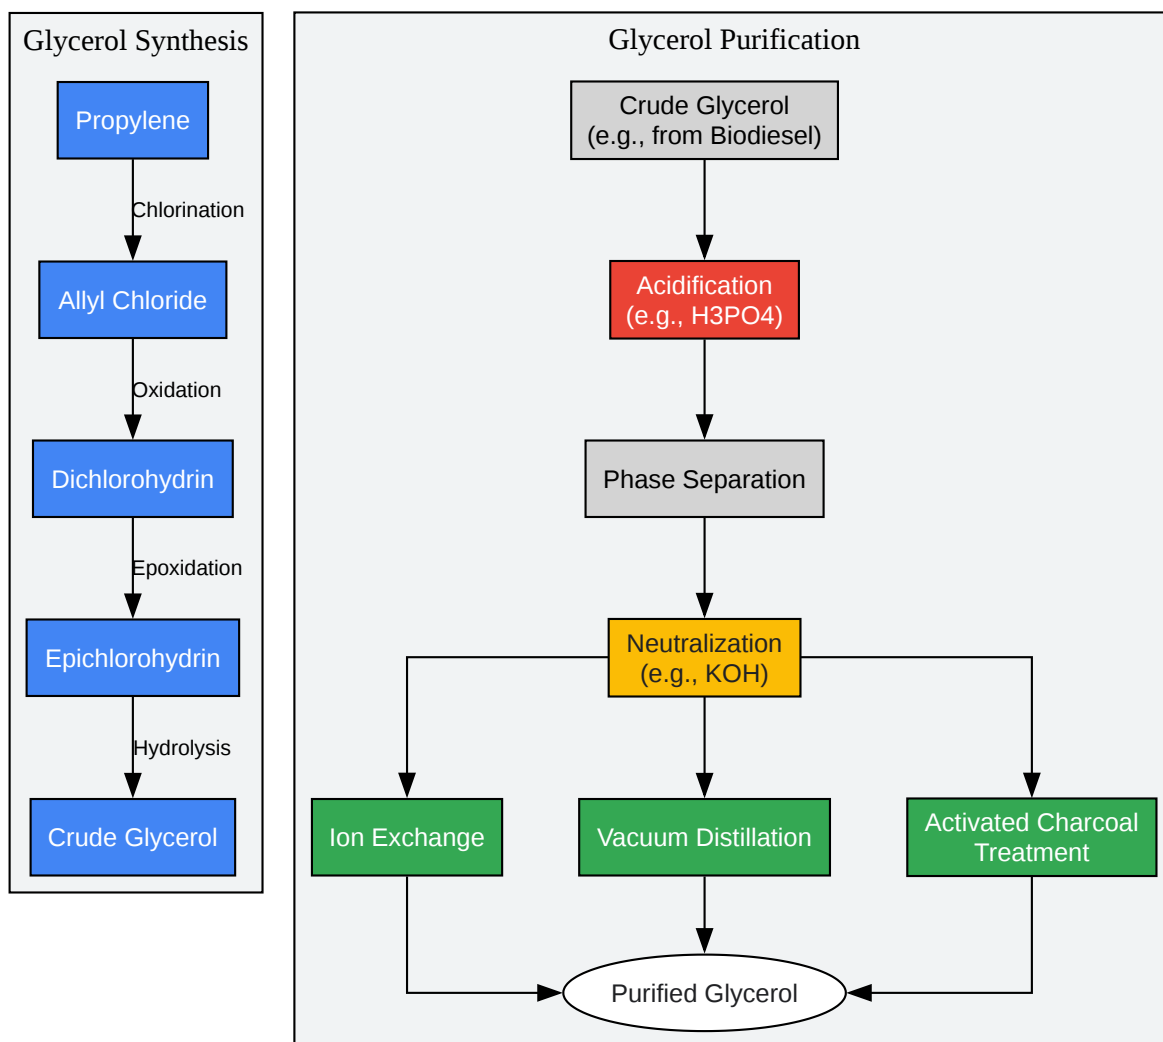 Glycerol Synthesis
Propylene
Chlorination
Allyl Chloride
Oxidation
Dichlorohydrin
Epoxidation
Epichlorohydrin
Hydrolysis
Crude Glycerol
Glycerol Purification
Crude Glycerol
(e.g., from Biodiesel)
Acidification
(e.g., H3PO4)
Phase Separation
Neutralization
(e.g., KOH)
Ion Exchange
Vacuum Distillation
Activated Charcoal
Treatment
Purified Glycerol